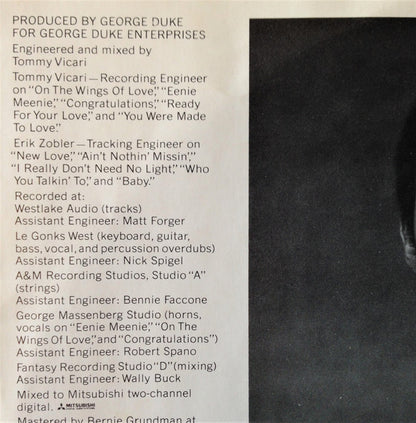 PRODUCED BY GEORGE DUKE
FOR GEORGE DUKE ENTERPRISES
Engineered and mixed by
Tommy Vicari
Tommy Vicari—Recording Engineer
on “On The Wings Of Love,” “Eenie
Meenie,” “Congratulations,” “Ready
For Your Love,” and “You Were Made
To Love.”
Erik Zobler—Tracking Engineer on
“New Love,” “Ain't Nothin' Missin',”
“I Really Don't Need No Light,” “Who
You Talkin' To,” and “Baby.”
Recorded at:
Westlake Audio (tracks)
Assistant Engineer: Matt Forger
Le Gonks West (keyboard, guitar,
bass, vocal, and percussion overdubs)
Assistant Engineer: Nick Spigel
A&M Recording Studios, Studio “A”
(strings)
Assistant Engineer: Bennie Faccone
George Massenberg Studio (horns,
vocals on “Eenie Meenie,” “On The
Wings Of Love,” and “Congratulations”)
Assistant Engineer: Robert Spano
Fantasy Recording Studio “D” (mixing)
Assistant Engineer: Wally Buck
Mixed to Mitsubishi two-channel
digital. MITSUBISHI
Mastered by Bernie Grundman at